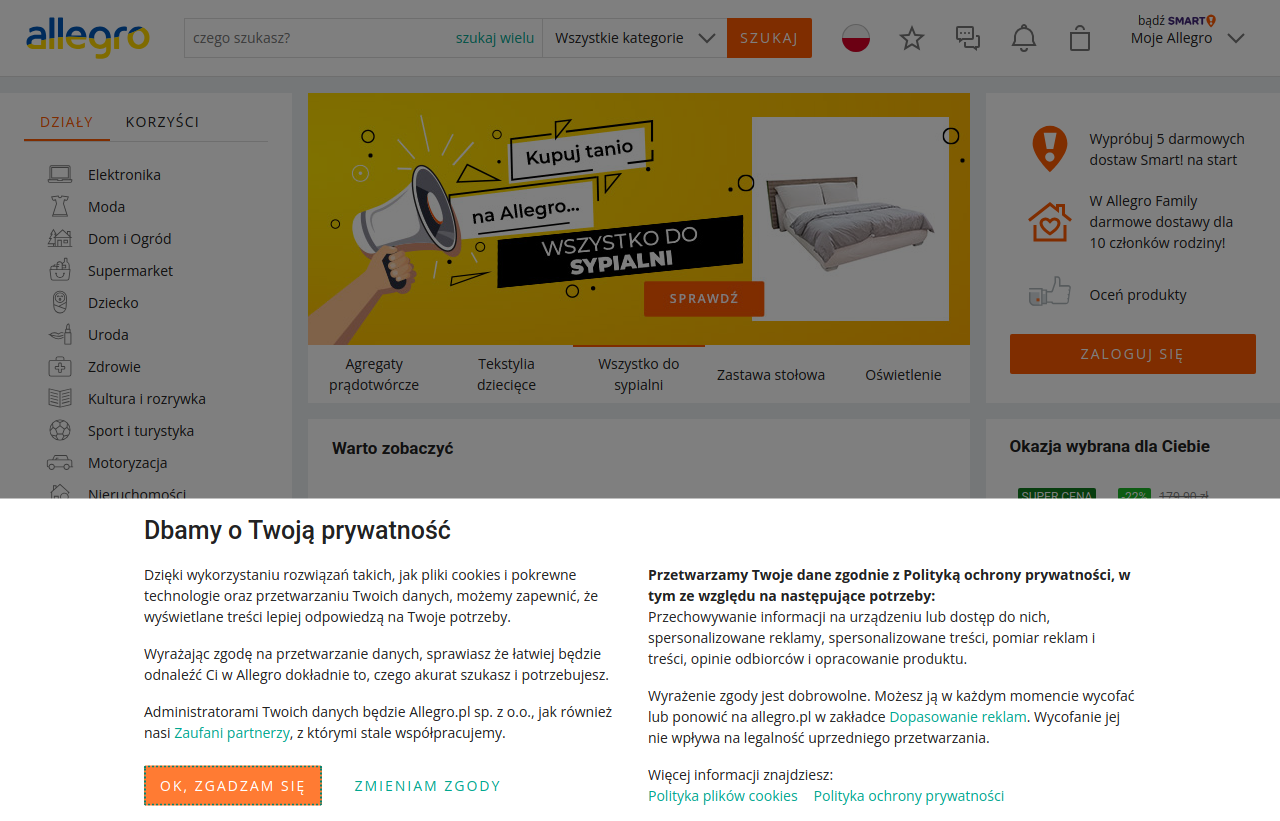 allegro
czego szukasz?
szukaj wielu
Wszystkie kategorie
SZUKAJ
bądź SMART!
Moje Allegro
DZIAŁY
KORZYŚCI
Elektronika
Moda
Dom i Ogród
Supermarket
Dziecko
Uroda
Zdrowie
Kultura i rozrywka
Sport i turystyka
Motoryzacja
Nieruchomości
Kupuj tanio
na Allegro...
WSZYSTKO DO
SYPIALNI
SPRAWDŹ
Agregaty
prądotwórcze
Tekstylia
dziecięce
Wszystko do
sypialni
Zastawa stołowa
Oświetlenie
Wypróbuj 5 darmowych
dostaw Smart! na start
W Allegro Family
darmowe dostawy dla
10 członków rodziny!
Oceń produkty
ZALOGUJ SIĘ
Warto zobaczyć
Okazja wybrana dla Ciebie
SUPER CENA
-22%
179,90 zł
Dbamy o Twoją prywatność
Dzięki wykorzystaniu rozwiązań takich, jak pliki cookies i pokrewne
technologie oraz przetwarzaniu Twoich danych, możemy zapewnić, że
wyświetlane treści lepiej odpowiedzą na Twoje potrzeby.
Wyrażając zgodę na przetwarzanie danych, sprawiasz że łatwiej będzie
odnaleźć Ci w Allegro dokładnie to, czego akurat szukasz i potrzebujesz.
Administratorami Twoich danych będzie Allegro.pl sp. z o.o., jak również
nasi Zaufani partnerzy, z którymi stale współpracujemy.
OK, ZGADZAM SIĘ
ZMIENIAM ZGODY
Przetwarzamy Twoje dane zgodnie z Polityką ochrony prywatności, w
tym ze względu na następujące potrzeby:
Przechowywanie informacji na urządzeniu lub dostęp do nich,
spersonalizowane reklamy, spersonalizowane treści, pomiar reklam i
treści, opinie odbiorców i opracowanie produktu.
Wyrażenie zgody jest dobrowolne. Możesz ją w każdym momencie wycofać
lub ponowić na allegro.pl w zakładce Dopasowanie reklam. Wycofanie jej
nie wpływa na legalność uprzedniego przetwarzania.
Więcej informacji znajdziesz:
Polityka plików cookies
Polityka ochrony prywatności